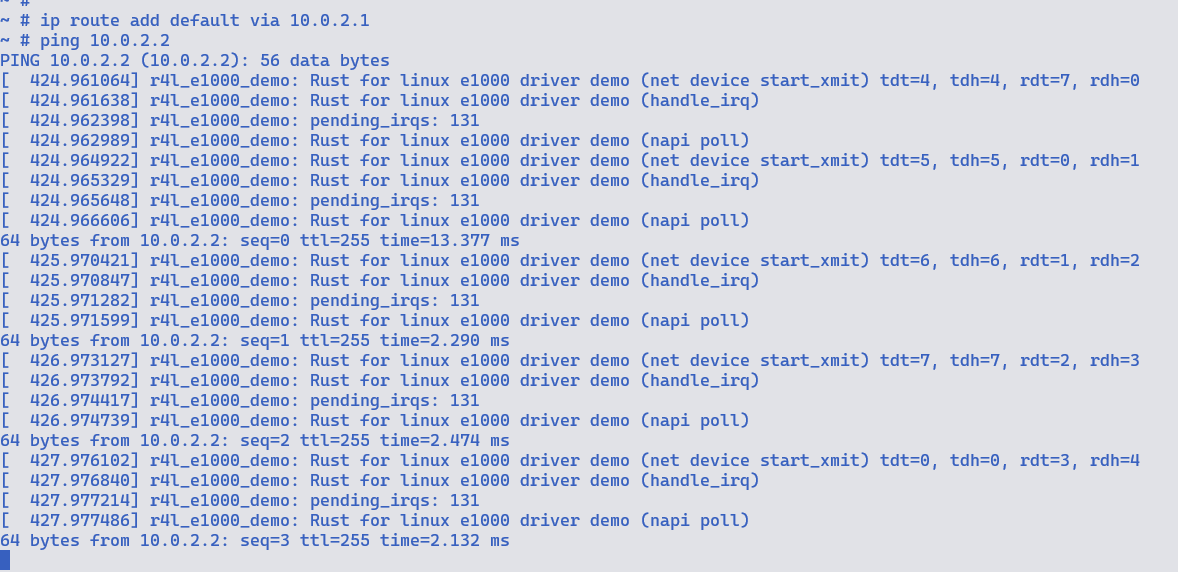 ~ #
~ # ip route add default via 10.0.2.1
~ # ping 10.0.2.2
PING 10.0.2.2 (10.0.2.2): 56 data bytes
[  424.961064] r4l_e1000_demo: Rust for linux e1000 driver demo (net device start_xmit) tdt=4, tdh=4, rdt=7, rdh=0
[  424.961638] r4l_e1000_demo: Rust for linux e1000 driver demo (handle_irq)
[  424.962398] r4l_e1000_demo: pending_irqs: 131
[  424.962989] r4l_e1000_demo: Rust for linux e1000 driver demo (napi poll)
[  424.964922] r4l_e1000_demo: Rust for linux e1000 driver demo (net device start_xmit) tdt=5, tdh=5, rdt=0, rdh=1
[  424.965329] r4l_e1000_demo: Rust for linux e1000 driver demo (handle_irq)
[  424.965648] r4l_e1000_demo: pending_irqs: 131
[  424.966606] r4l_e1000_demo: Rust for linux e1000 driver demo (napi poll)
64 bytes from 10.0.2.2: seq=0 ttl=255 time=13.377 ms
[  425.970421] r4l_e1000_demo: Rust for linux e1000 driver demo (net device start_xmit) tdt=6, tdh=6, rdt=1, rdh=2
[  425.970847] r4l_e1000_demo: Rust for linux e1000 driver demo (handle_irq)
[  425.971282] r4l_e1000_demo: pending_irqs: 131
[  425.971599] r4l_e1000_demo: Rust for linux e1000 driver demo (napi poll)
64 bytes from 10.0.2.2: seq=1 ttl=255 time=2.290 ms
[  426.973127] r4l_e1000_demo: Rust for linux e1000 driver demo (net device start_xmit) tdt=7, tdh=7, rdt=2, rdh=3
[  426.973792] r4l_e1000_demo: Rust for linux e1000 driver demo (handle_irq)
[  426.974417] r4l_e1000_demo: pending_irqs: 131
[  426.974739] r4l_e1000_demo: Rust for linux e1000 driver demo (napi poll)
64 bytes from 10.0.2.2: seq=2 ttl=255 time=2.474 ms
[  427.976102] r4l_e1000_demo: Rust for linux e1000 driver demo (net device start_xmit) tdt=0, tdh=0, rdt=3, rdh=4
[  427.976840] r4l_e1000_demo: Rust for linux e1000 driver demo (handle_irq)
[  427.977214] r4l_e1000_demo: pending_irqs: 131
[  427.977486] r4l_e1000_demo: Rust for linux e1000 driver demo (napi poll)
64 bytes from 10.0.2.2: seq=3 ttl=255 time=2.132 ms